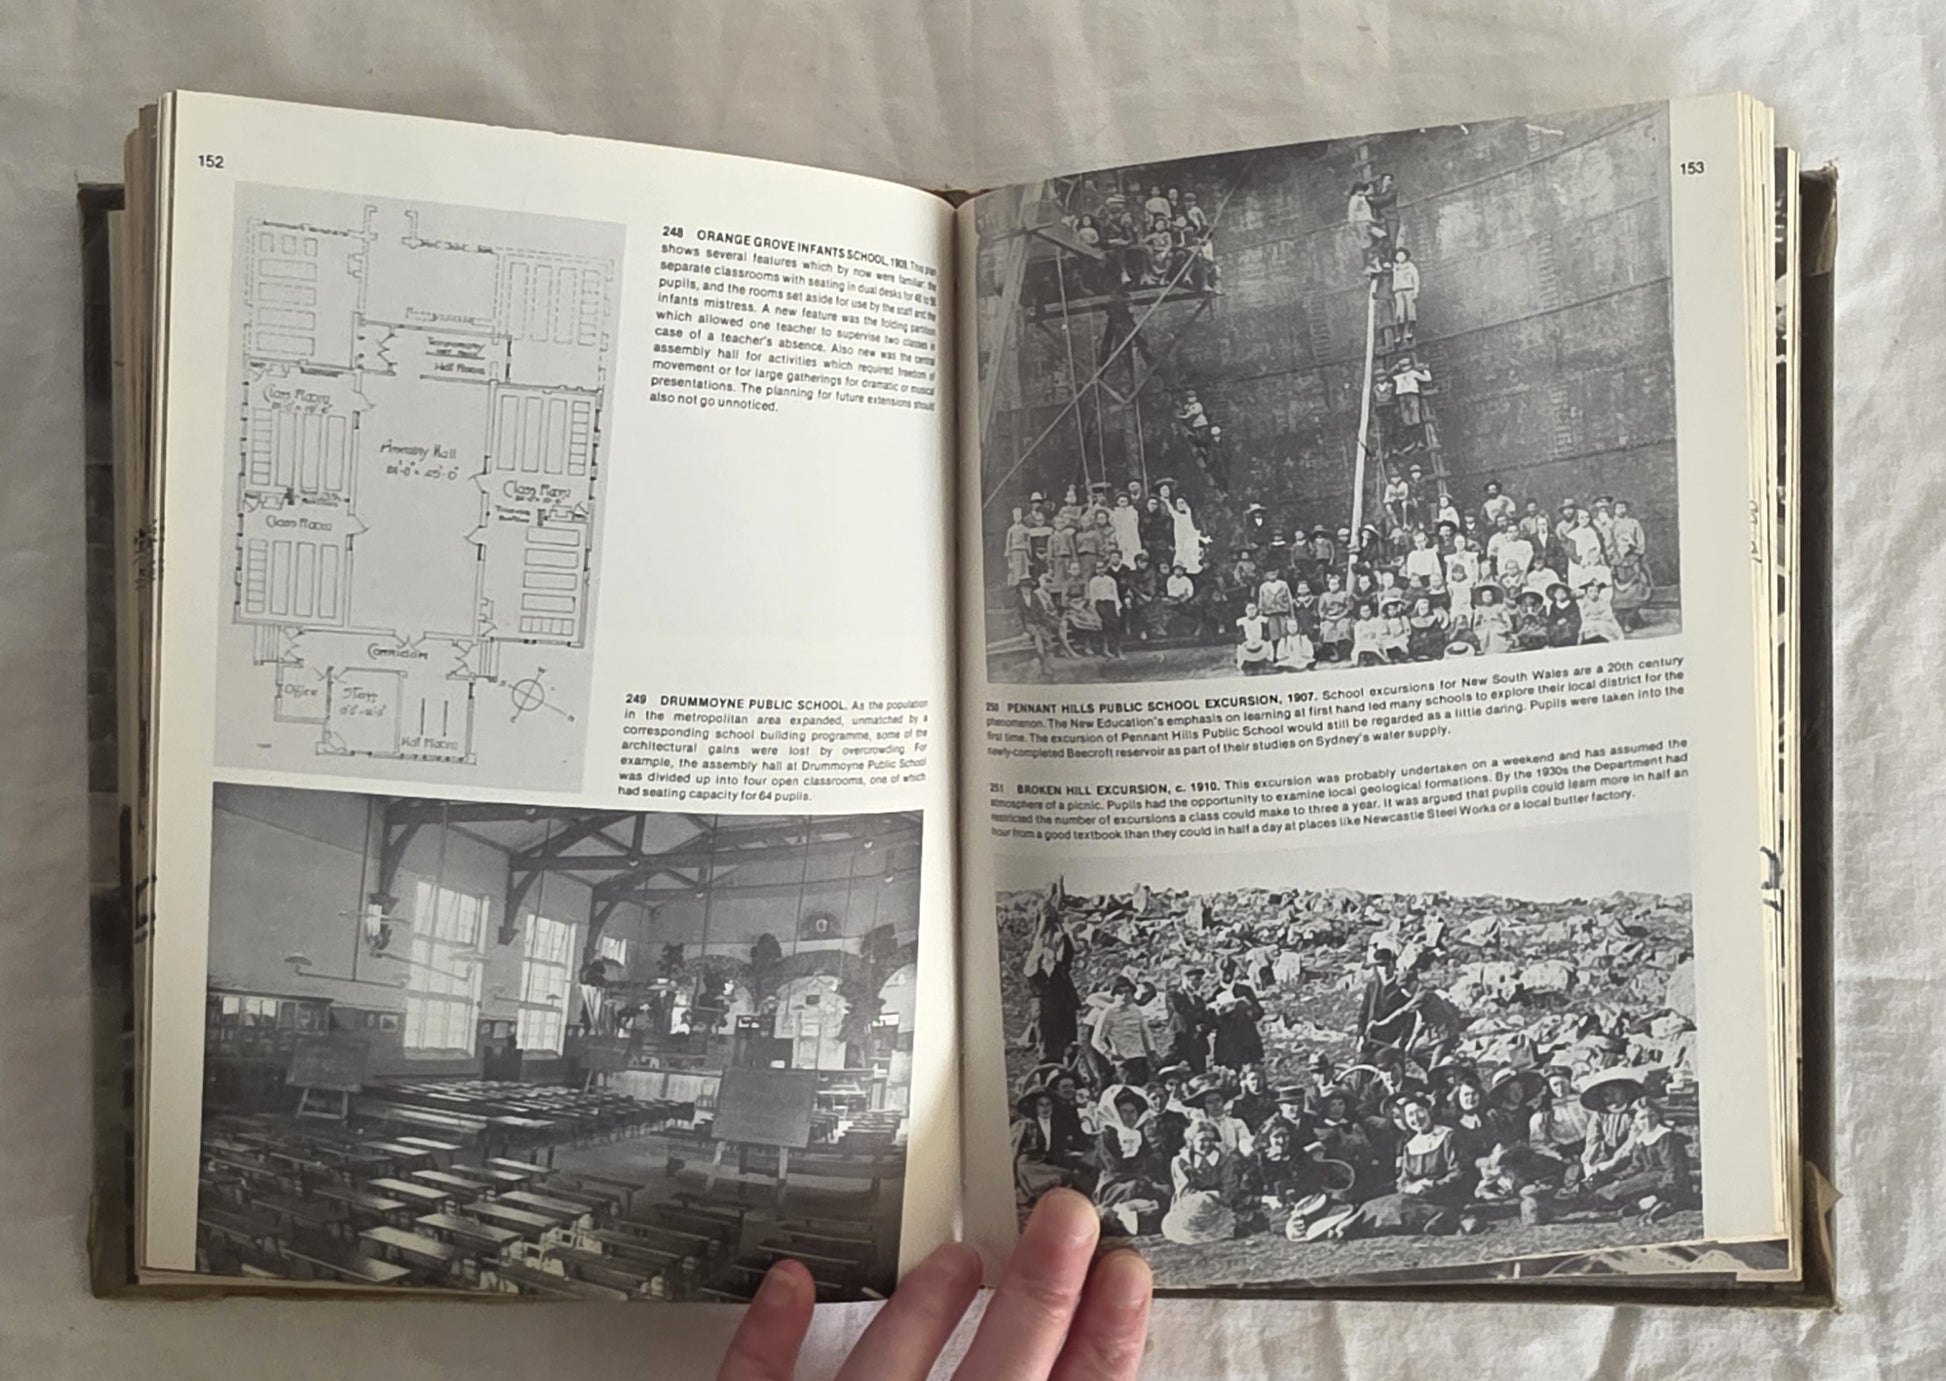 152
248 ORANGE GROVE INFANTS SCHOOL, 1909. This plan
shows several features which by now were familiar: the
separate classrooms with seating in dual desks for 48 to 56
pupils, and the rooms set aside for use by the staff and the
infants mistress. A new feature was the folding partition
which allowed one teacher to supervise two classes in
case of a teacher's absence. Also new was the central
assembly hall for activities which required freedom of
movement or for large gatherings for dramatic or musical
presentations. The planning for future extensions should
also not go unnoticed.
Hat Room
Class Room
Assembly Hall
Class Room
Class Room
Corridor
Office
Store
Hat Room
249 DRUMMOYNE PUBLIC SCHOOL. As the population
in the metropolitan area expanded, unmatched by a
corresponding school building programme, some of the
architectural gains were lost by overcrowding. For
example, the assembly hall at Drummoyne Public School
was divided up into four open classrooms, one of which
had seating capacity for 64 pupils.
153
250 PENNANT HILLS PUBLIC SCHOOL EXCURSION, 1907. School excursions for New South Wales are a 20th century
phenomenon. The New Education's emphasis on learning at first hand led many schools to explore their local district for the
first time. The excursion of Pennant Hills Public School would still be regarded as a little daring. Pupils were taken into the
newly-completed Beecroft reservoir as part of their studies on Sydney's water supply.
251 BROKEN HILL EXCURSION, c. 1910. This excursion was probably undertaken on a weekend and has assumed the
atmosphere of a picnic. Pupils had the opportunity to examine local geological formations. By the 1930s the Department had
restricted the number of excursions a class could make to three a year. It was argued that pupils could learn more in half an
hour from a good textbook than they could in half a day at places like Newcastle Steel Works or a local butter factory.